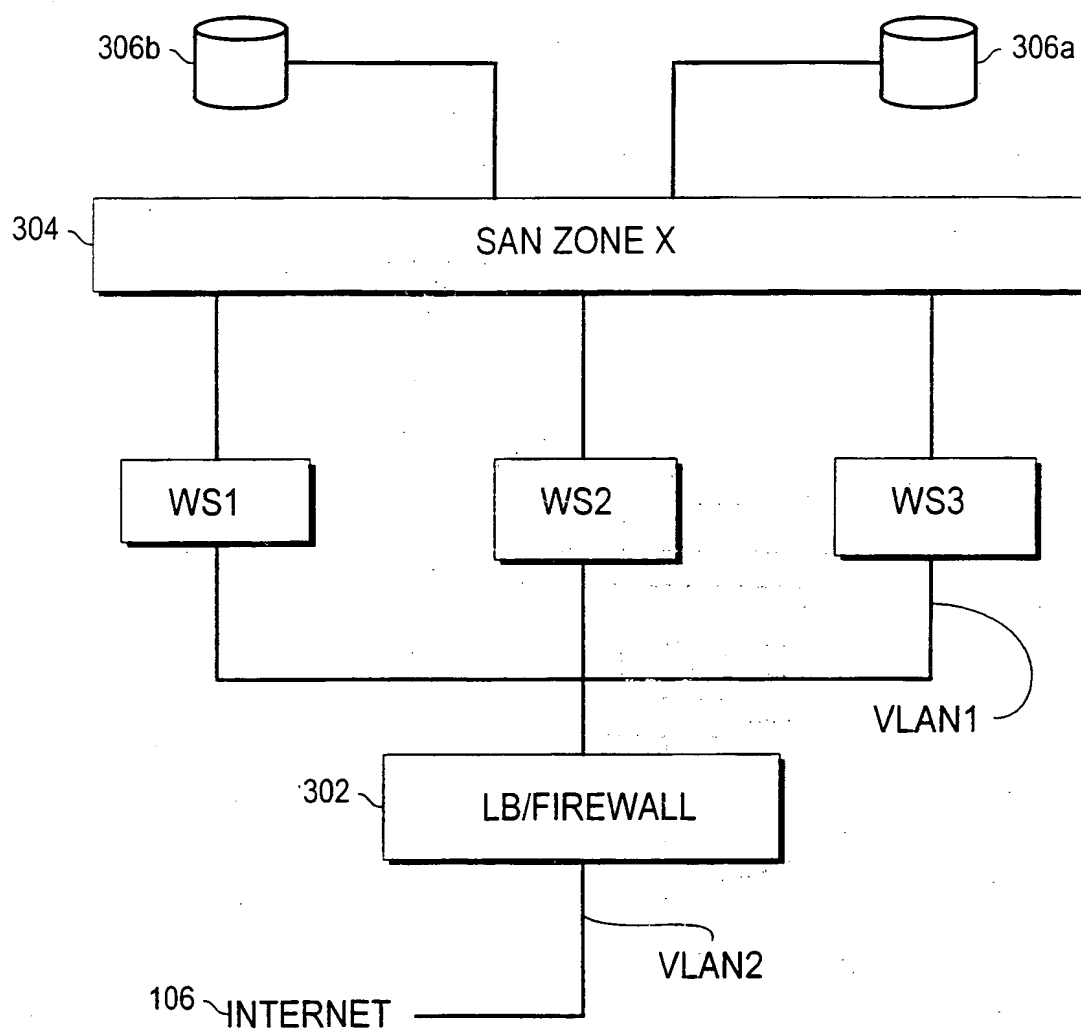 306b
306a
304
SAN ZONE X
WS1
WS2
WS3
VLAN1
302
LB/FIREWALL
VLAN2
106
INTERNET